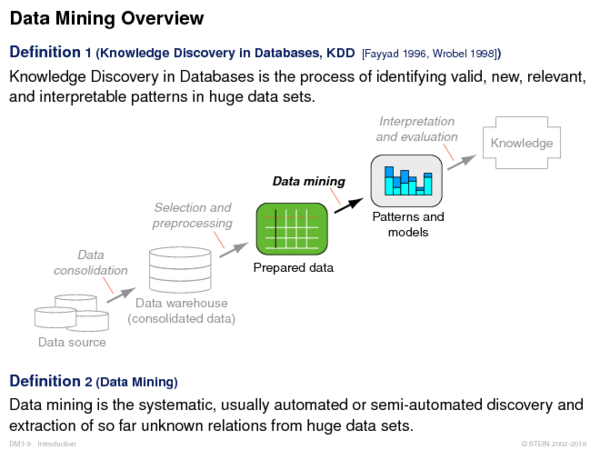 Data Mining Overview
Definition 1 (Knowledge Discovery in Databases, KDD [Fayyad 1996, Wrobel 1998])
Knowledge Discovery in Databases is the process of identifying valid, new, relevant,
and interpretable patterns in huge data sets.
Interpretation
and evaluation
Knowledge
Data mining
Patterns and
models
Selection and
preprocessing
Prepared data
Data
consolidation
Data warehouse
(consolidated data)
Data source
Definition 2 (Data Mining)
Data mining is the systematic, usually automated or semi-automated discovery and
extraction of so far unknown relations from huge data sets.
DM:I-9 Introduction
© STEIN 2002-2018